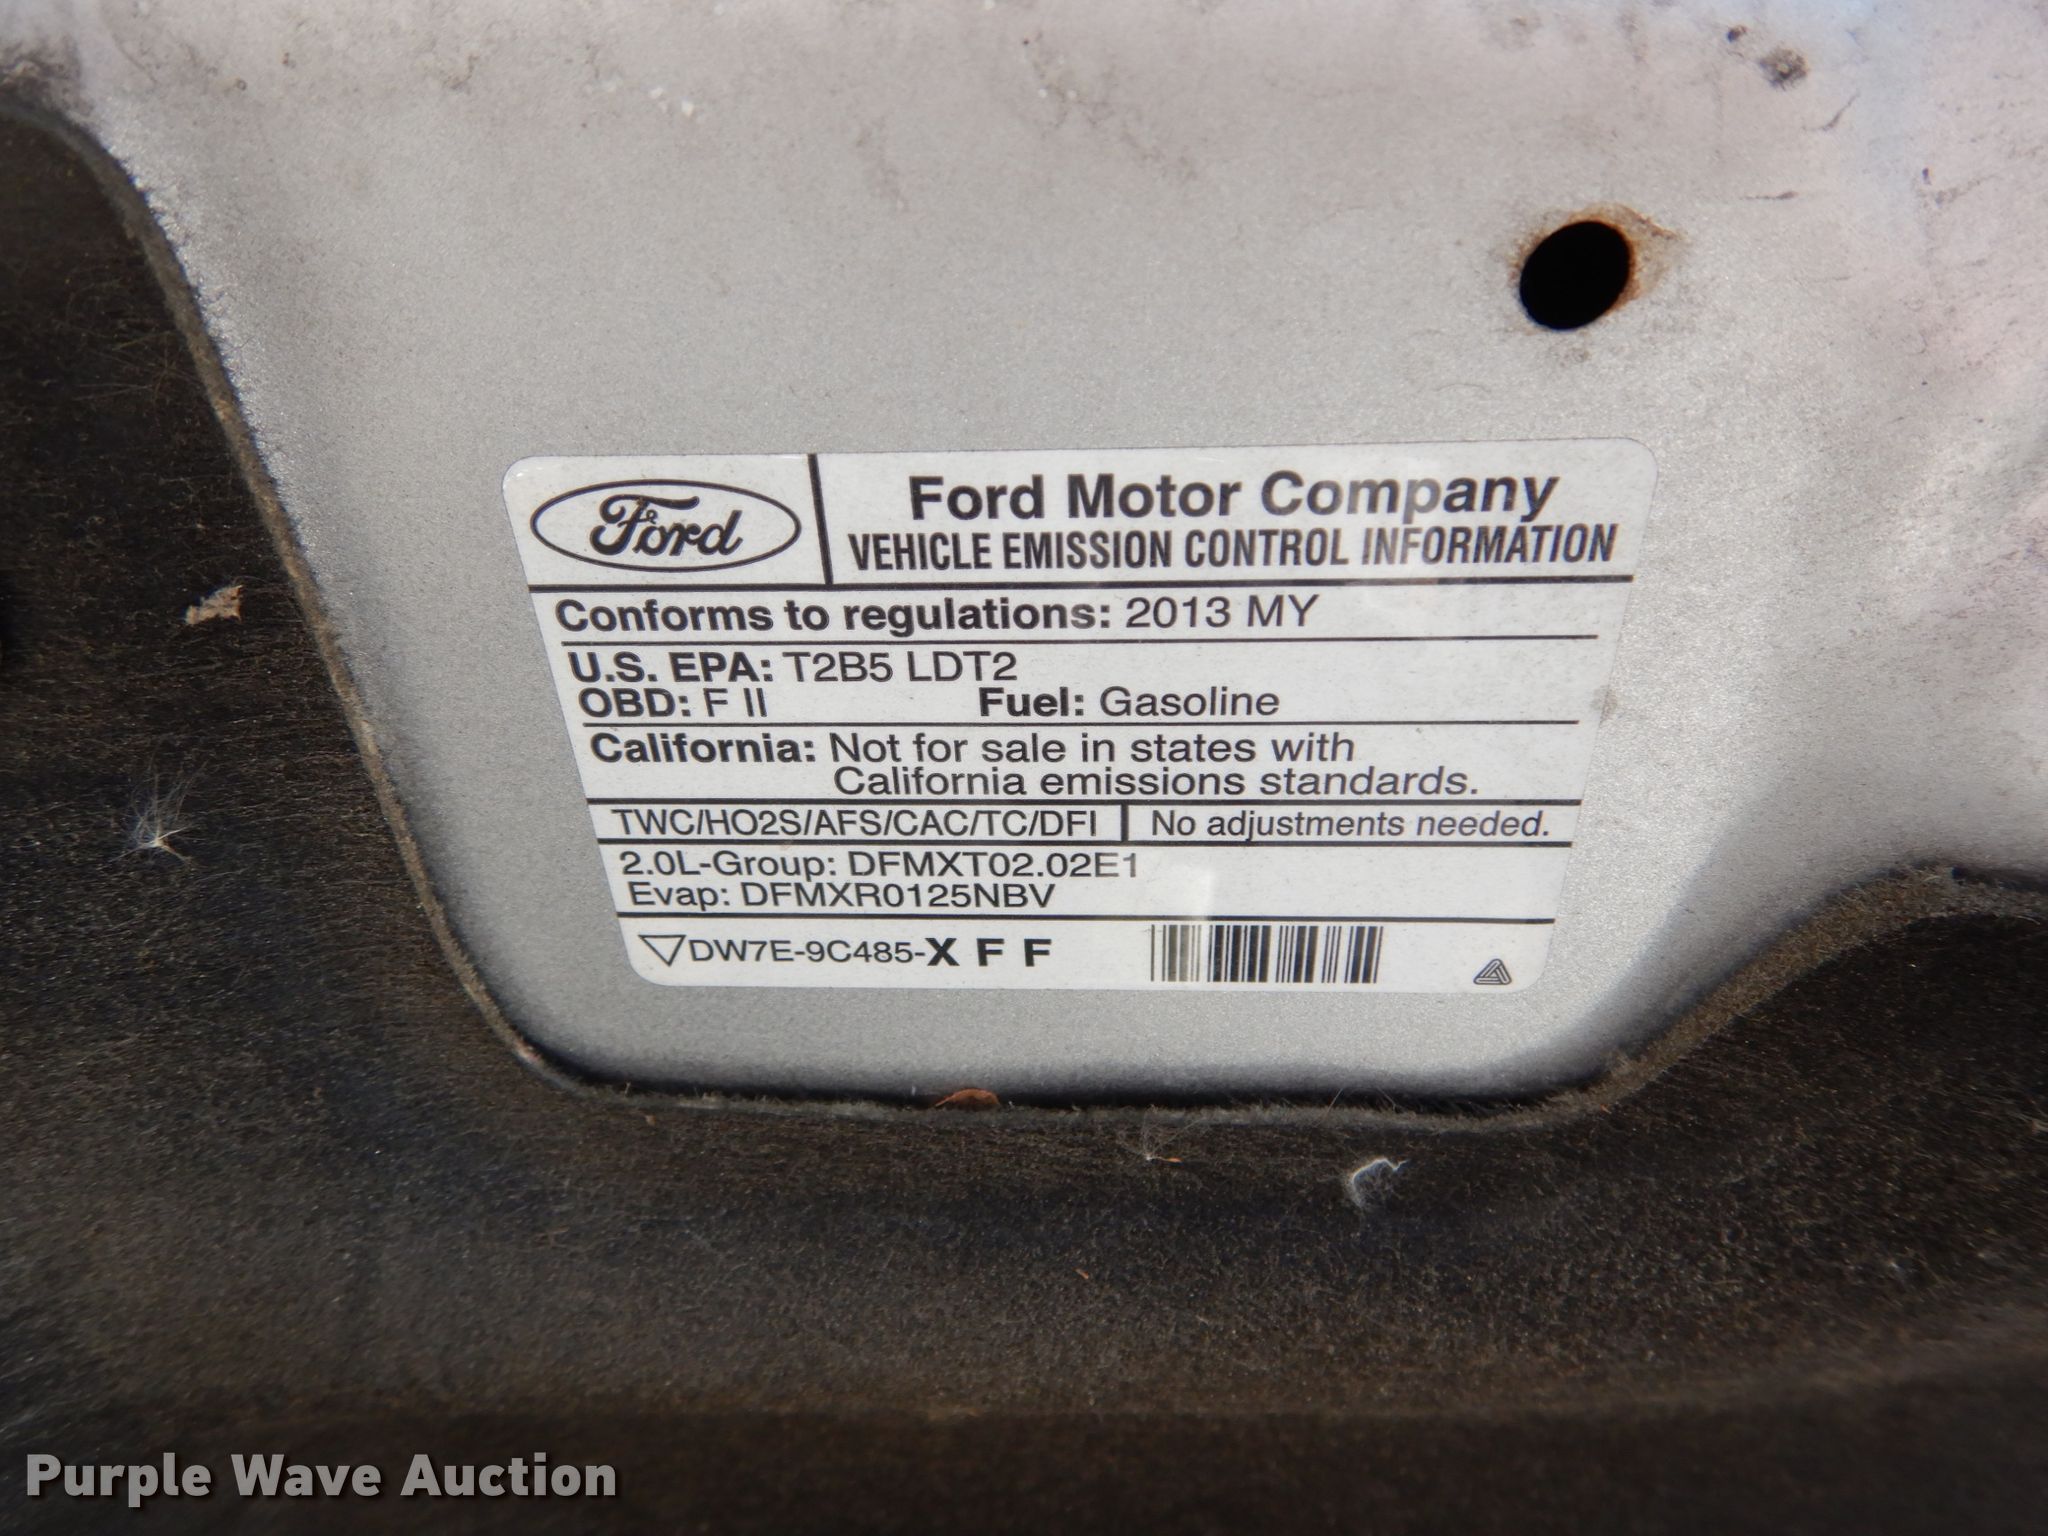 Ford
Ford Motor Company
VEHICLE EMISSION CONTROL INFORMATION
Conforms to regulations: 2013 MY
U.S. EPA: T2B5 LDT2
OBD: F II Fuel: Gasoline
California: Not for sale in states with
California emissions standards.
TWC/HO2S/AFS/CAC/TC/DFI No adjustments needed.
2.0L-Group: DFMXT02.02E1
Evap: DFMXR0125NBV
DW7E-9C485-X F F
Purple Wave Auction